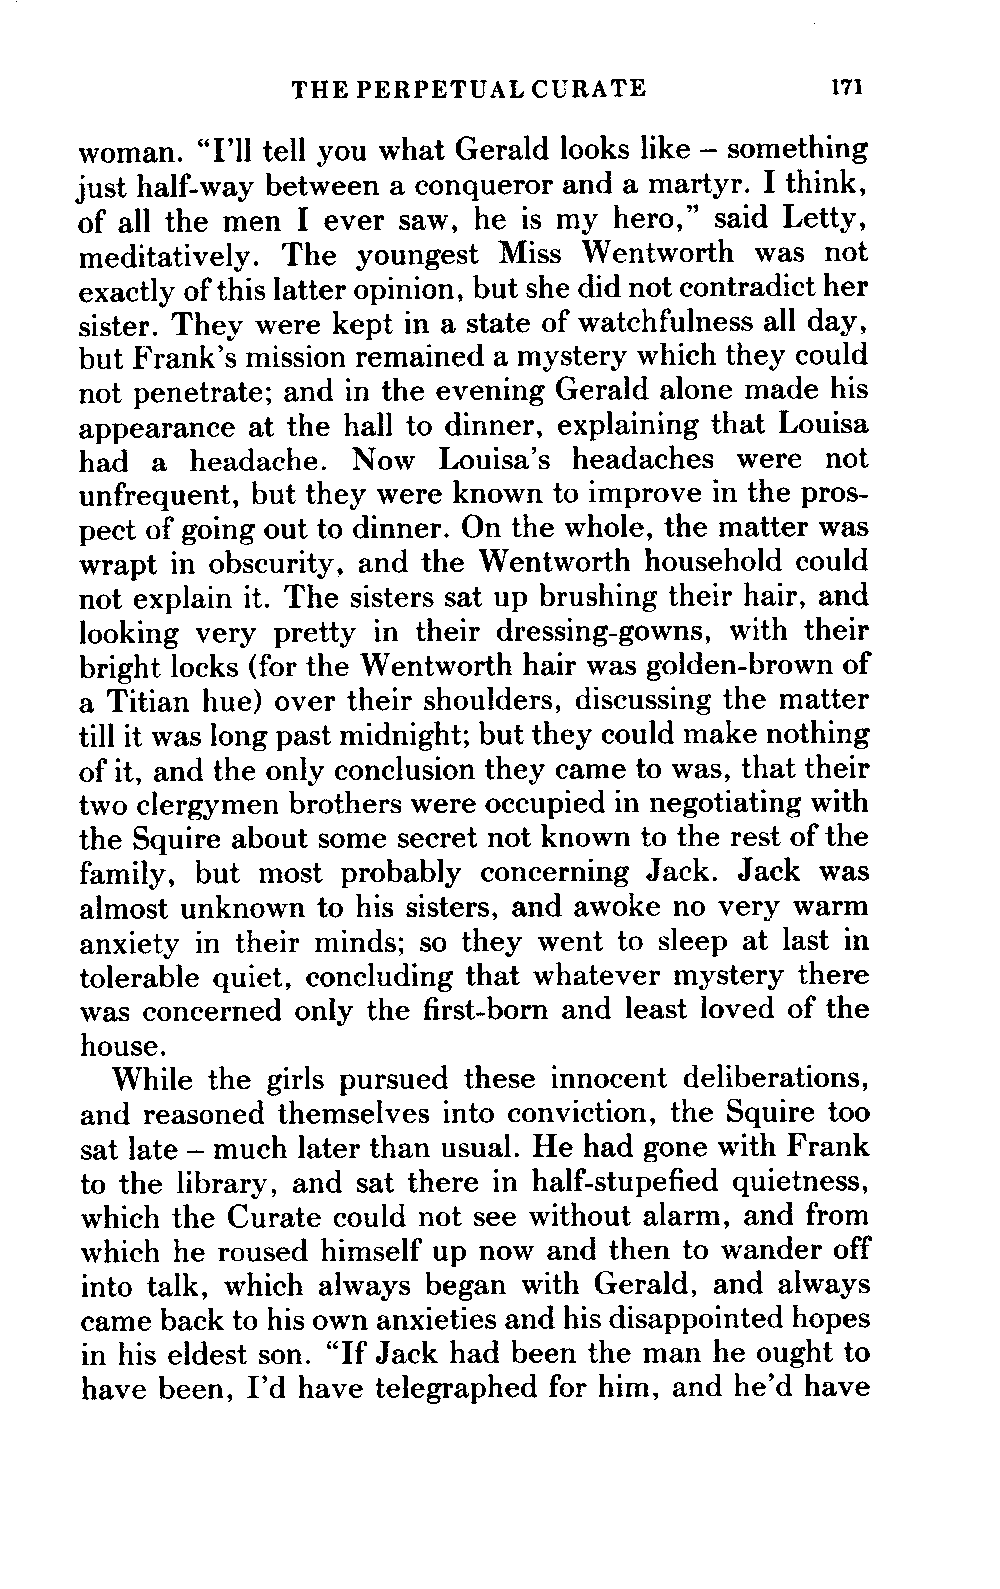 THE PERPETUAL CURATE 171
woman. “I’ll tell you what Gerald looks like – something
just half-way between a conqueror and a martyr. I think,
of all the men I ever saw, he is my hero,” said Letty,
meditatively. The youngest Miss Wentworth was not
exactly of this latter opinion, but she did not contradict her
sister. They were kept in a state of watchfulness all day,
but Frank’s mission remained a mystery which they could
not penetrate; and in the evening Gerald alone made his
appearance at the hall to dinner, explaining that Louisa
had a headache. Now Louisa’s headaches were not
unfrequent, but they were known to improve in the pros-
pect of going out to dinner. On the whole, the matter was
wrapt in obscurity, and the Wentworth household could
not explain it. The sisters sat up brushing their hair, and
looking very pretty in their dressing-gowns, with their
bright locks (for the Wentworth hair was golden-brown of
a Titian hue) over their shoulders, discussing the matter
till it was long past midnight; but they could make nothing
of it, and the only conclusion they came to was, that their
two clergymen brothers were occupied in negotiating with
the Squire about some secret not known to the rest of the
family, but most probably concerning Jack. Jack was
almost unknown to his sisters, and awoke no very warm
anxiety in their minds; so they went to sleep at last in
tolerable quiet, concluding that whatever mystery there
was concerned only the first-born and least loved of the
house.
While the girls pursued these innocent deliberations,
and reasoned themselves into conviction, the Squire too
sat late – much later than usual. He had gone with Frank
to the library, and sat there in half-stupefied quietness,
which the Curate could not see without alarm, and from
which he roused himself up now and then to wander off
into talk, which always began with Gerald, and always
came back to his own anxieties and his disappointed hopes
in his eldest son. “If Jack had been the man he ought to
have been, I’d have telegraphed for him, and he’d have